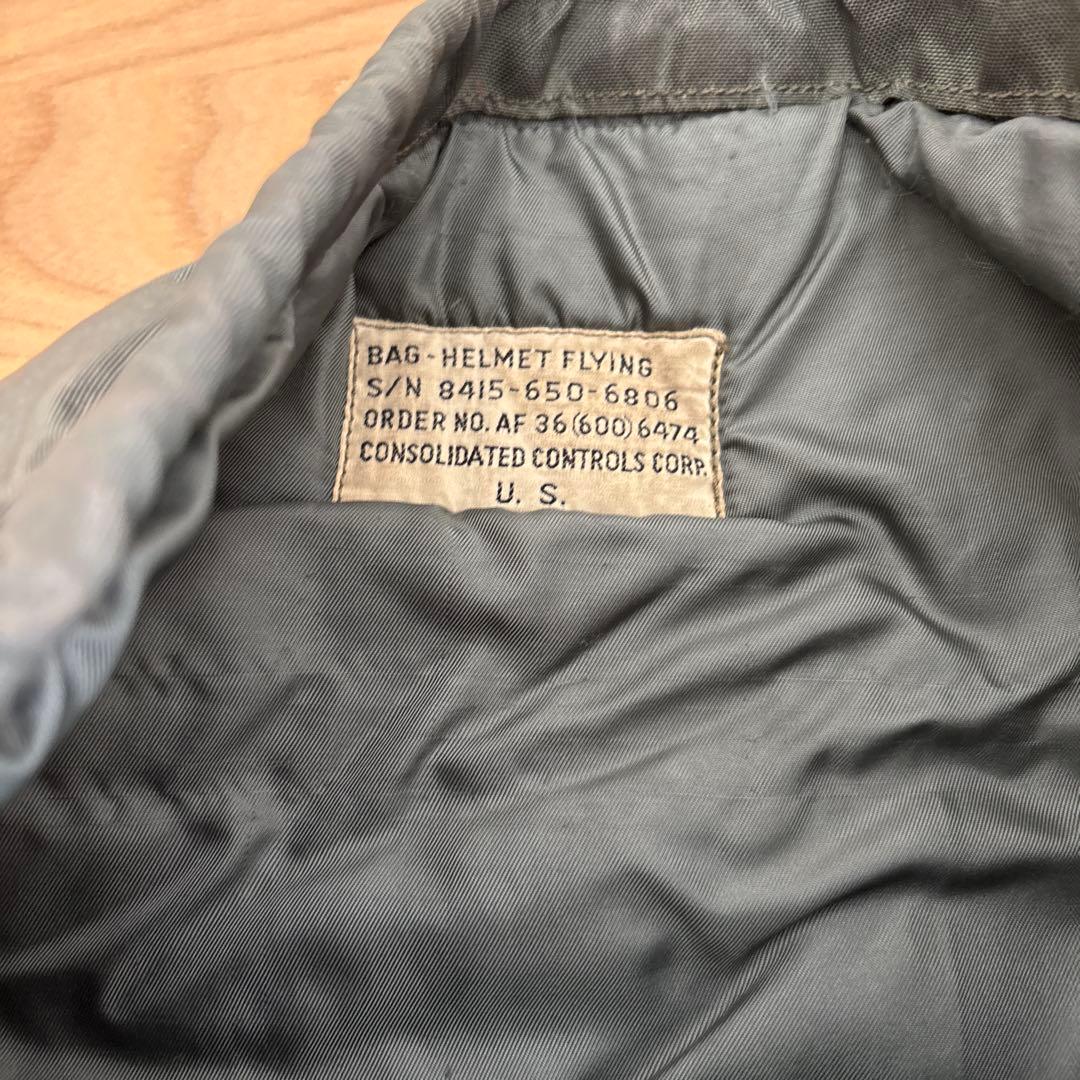 BAG - HELMET FLYING
S/N 8415-650-6806
ORDER NO. AF 36(600)6474
CONSOLIDATED CONTROLS CORP.
U. S.